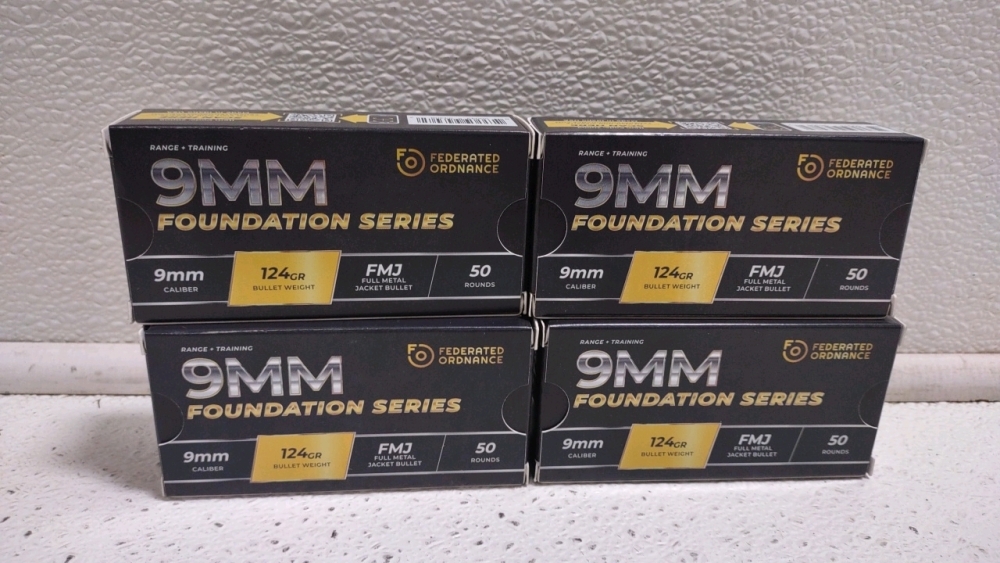 RANGE + TRAINING
9MM
FOUNDATION SERIES
FEDERATED
ORDNANCE
9mm
CALIBER
124GR
BULLET WEIGHT
FMJ
FULL METAL
JACKET BULLET
50
ROUNDS
RANGE + TRAINING
9MM
FOUNDATION SERIES
FEDERATED
ORDNANCE
9mm
CALIBER
124GR
BULLET WEIGHT
FMJ
FULL METAL
JACKET BULLET
50
ROUNDS
RANGE + TRAINING
9MM
FOUNDATION SERIES
FEDERATED
ORDNANCE
9mm
CALIBER
124GR
BULLET WEIGHT
FMJ
FULL METAL
JACKET BULLET
50
ROUNDS
RANGE + TRAINING
9MM
FOUNDATION SERIES
FEDERATED
ORDNANCE
9mm
CALIBER
124GR
BULLET WEIGHT
FMJ
FULL METAL
JACKET BULLET
50
ROUNDS